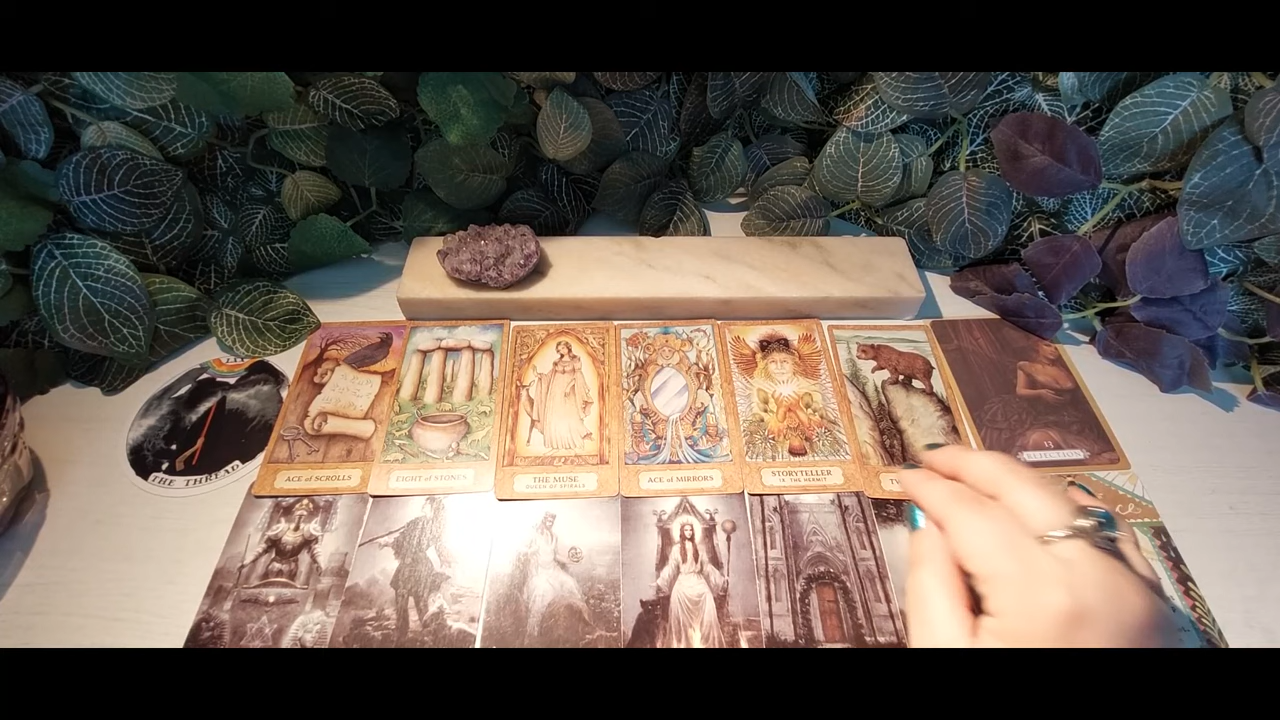 THE THREAD
ACE of SCROLLS
EIGHT of STONES
THE MUSE
QUEEN OF SPIRALS
ACE of MIRRORS
STORYTELLER
IX THE HERMIT
13
REJECTION